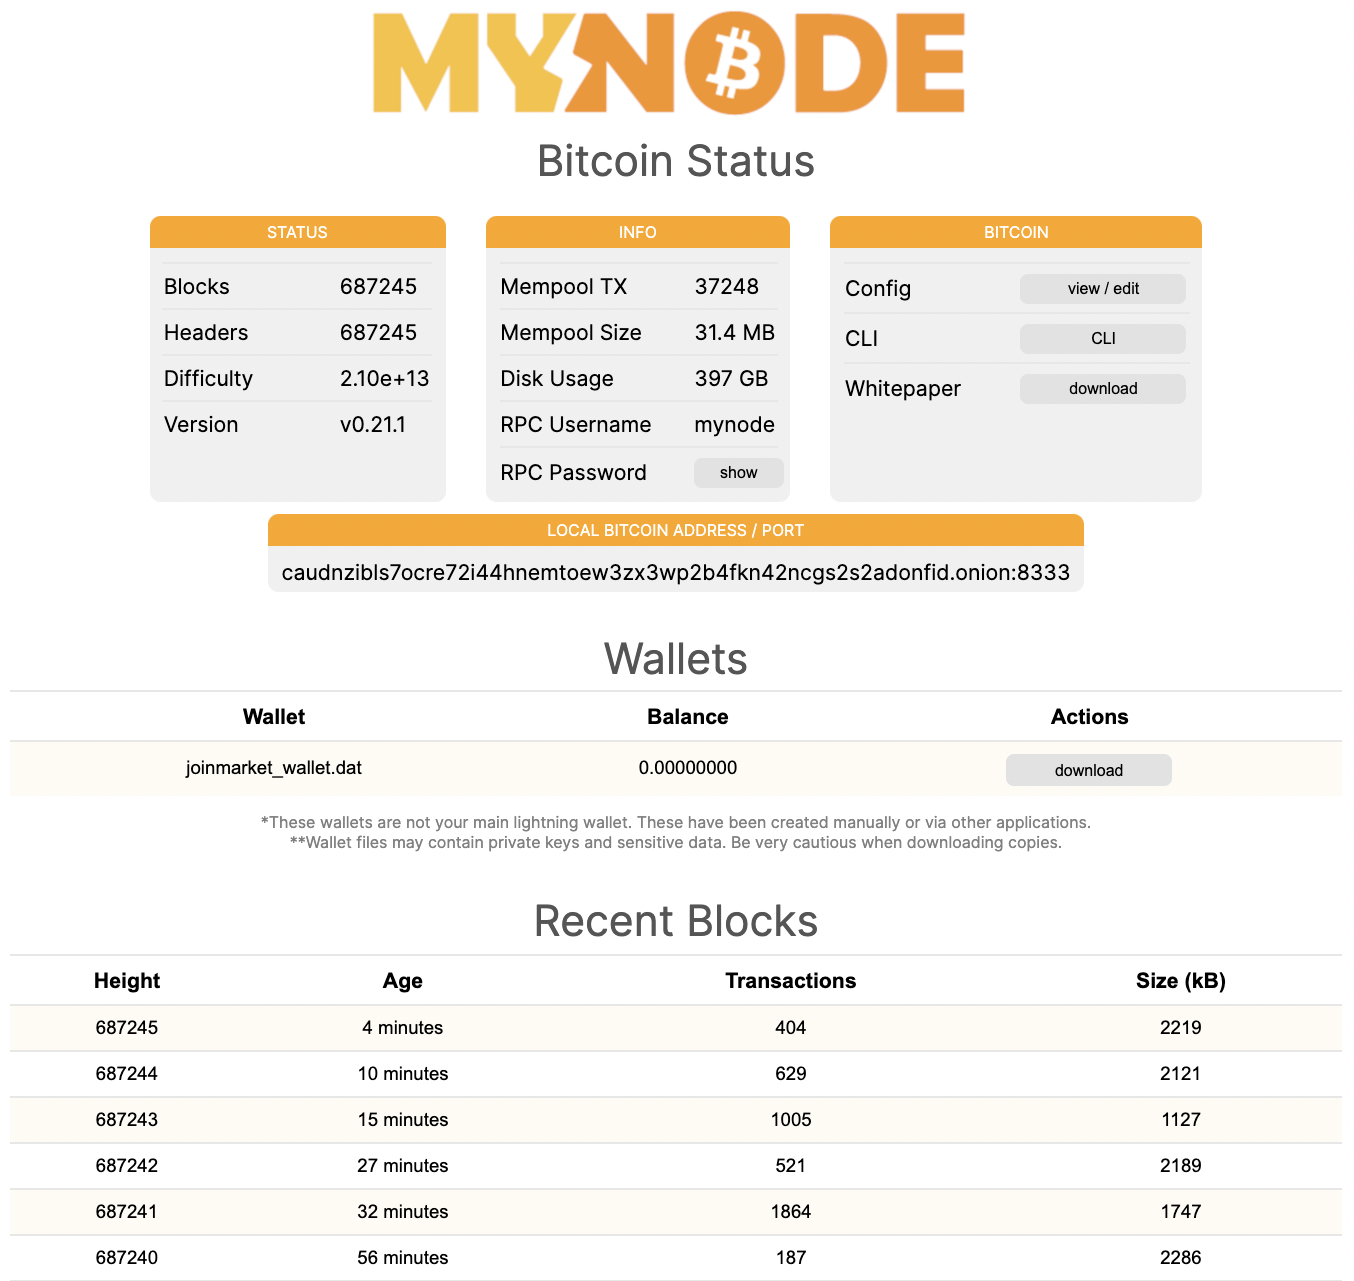 MYNODE
Bitcoin Status
STATUS
Blocks 687245
Headers 687245
Difficulty 2.10e+13
Version v0.21.1
INFO
Mempool TX 37248
Mempool Size 31.4 MB
Disk Usage 397 GB
RPC Username mynode
RPC Password show
BITCOIN
Config view / edit
CLI CLI
Whitepaper download
LOCAL BITCOIN ADDRESS / PORT
caudnzibls7ocre72i44hnemtoew3zx3wp2b4fkn42ncgs2s2adonfid.onion:8333
Wallets
Wallet Balance Actions
joinmarket_wallet.dat 0.00000000 download
*These wallets are not your main lightning wallet. These have been created manually or via other applications.
**Wallet files may contain private keys and sensitive data. Be very cautious when downloading copies.
Recent Blocks
Height Age Transactions Size (kB)
687245 4 minutes 404 2219
687244 10 minutes 629 2121
687243 15 minutes 1005 1127
687242 27 minutes 521 2189
687241 32 minutes 1864 1747
687240 56 minutes 187 2286